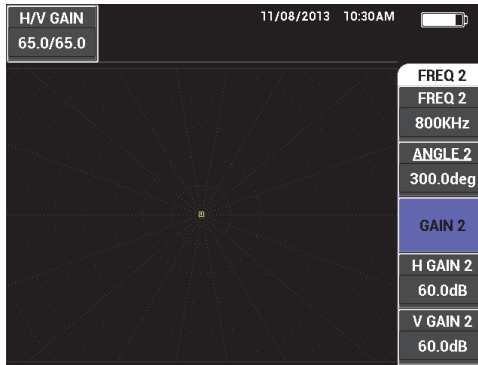 H/V GAIN
65.0/65.0
11/08/2013 10:30AM
FREQ 2
FREQ 2
800KHz
ANGLE 2
300.0deg
GAIN 2
H GAIN 2
60.0dB
V GAIN 2
60.0dB